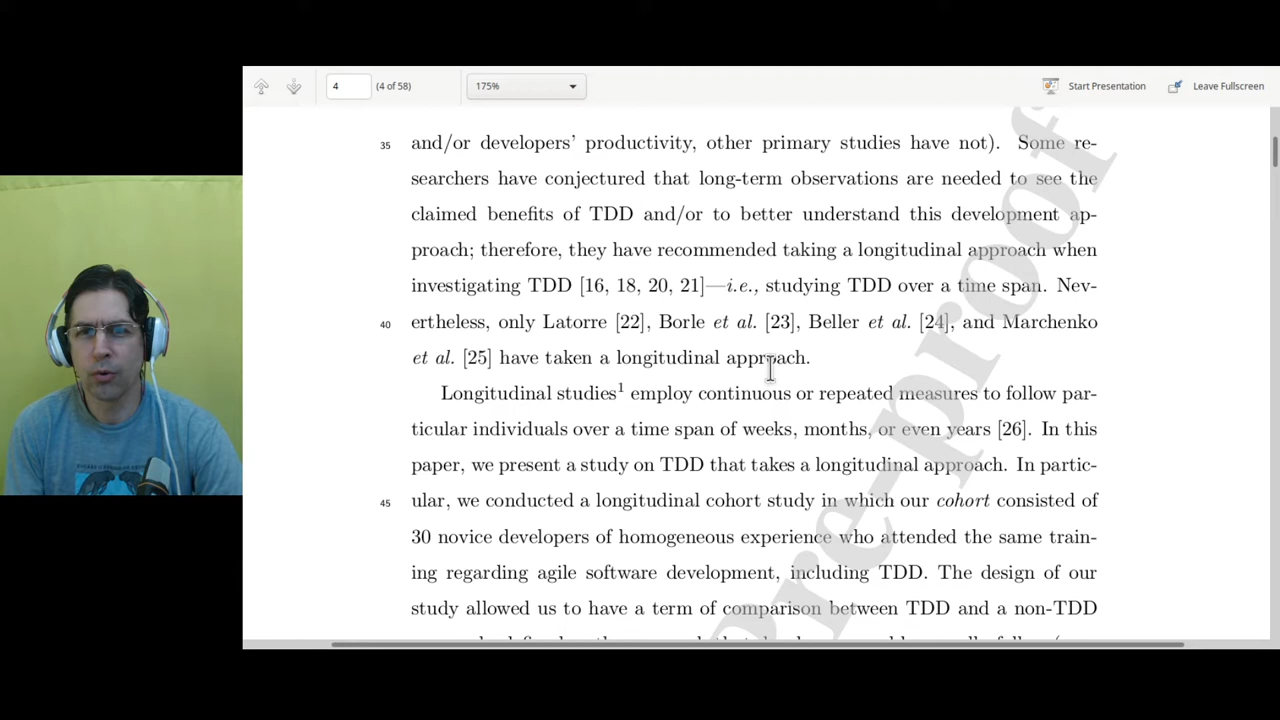 4 (4 of 58) 175% Start Presentation Leave Fullscreen
35 and/or developers' productivity, other primary studies have not). Some re-
searchers have conjectured that long-term observations are needed to see the
claimed benefits of TDD and/or to better understand this development ap-
proach; therefore, they have recommended taking a longitudinal approach when
investigating TDD [16, 18, 20, 21]—i.e., studying TDD over a time span. Nev-
40 ertheless, only Latorre [22], Borle et al. [23], Beller et al. [24], and Marchenko
et al. [25] have taken a longitudinal approach.
Longitudinal studies¹ employ continuous or repeated measures to follow par-
ticular individuals over a time span of weeks, months, or even years [26]. In this
paper, we present a study on TDD that takes a longitudinal approach. In partic-
45 ular, we conducted a longitudinal cohort study in which our cohort consisted of
30 novice developers of homogeneous experience who attended the same train-
ing regarding agile software development, including TDD. The design of our
study allowed us to have a term of comparison between TDD and a non-TDD
Pre-proof